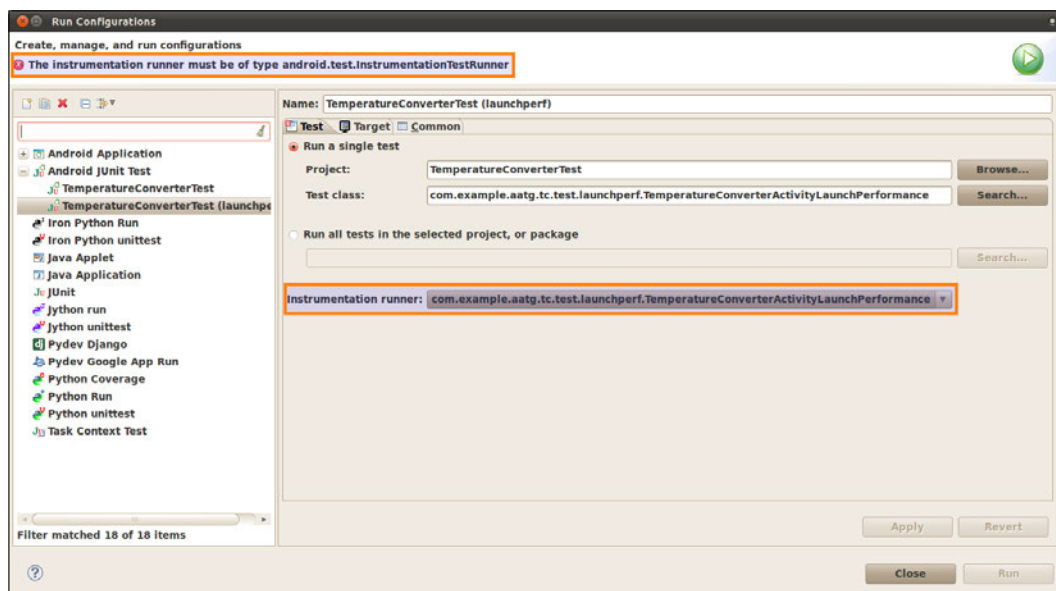 Run Configurations
Create, manage, and run configurations
The instrumentation runner must be of type android.test.InstrumentationTestRunner
Name: TemperatureConverterTest (launchperf)
Test Target Common
Android Application
Android JUnit Test
TemperatureConverterTest
TemperatureConverterTest (launchpe
Iron Python Run
Iron Python unittest
Java Applet
Java Application
JUnit
Jython run
Jython unittest
Pydev Django
Pydev Google App Run
Python Coverage
Python Run
Python unittest
Task Context Test
Filter matched 18 of 18 items
Run a single test
Project: TemperatureConverterTest Browse...
Test class: com.example.aatg.tc.test.launchperf.TemperatureConverterActivityLaunchPerformance Search...
Run all tests in the selected project, or package
Search...
Instrumentation runner: com.example.aatg.tc.test.launchperf.TemperatureConverterActivityLaunchPerformance
Apply Revert
Close Run